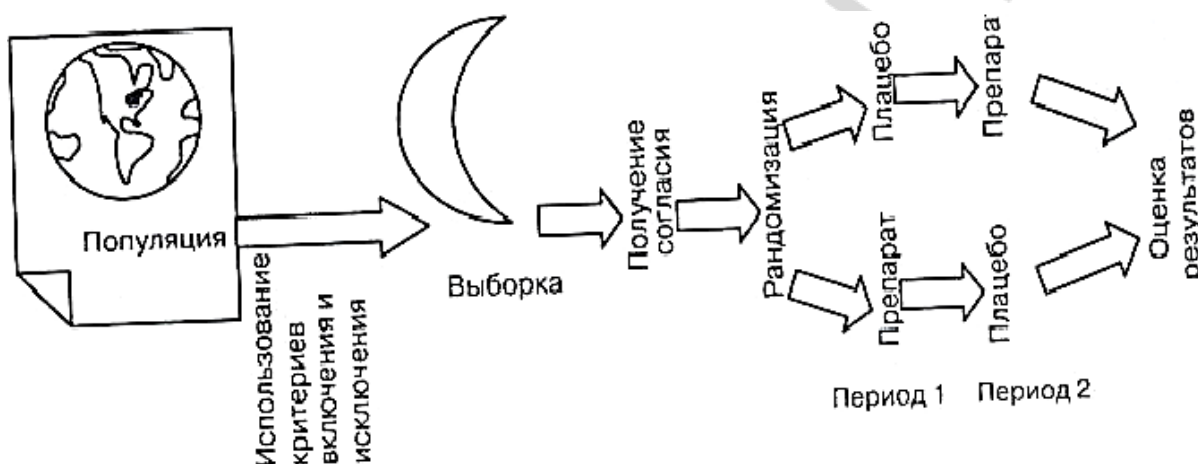 Популяция
Использование
критериев
включения и
исключения
Выборка
Получение
согласия
Рандомизация
Плацебо
Препарат
Препарат
Плацебо
Период 1
Период 2
Оценка
результатов